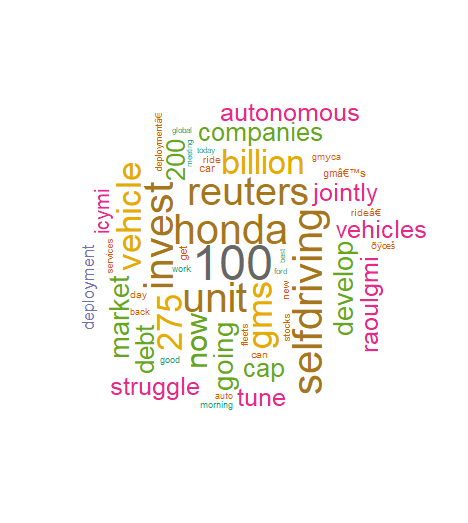 autonomous
companies
deploymentâ€
global
meeting
today
200
ride
car
billion
gmyca
gmâ€™s
icymi
vehicle
invest
reuters
jointly
rideâ€
honda
vehicles
ðÿœš
deployment
services
get
work
100
best
ford
selfdriving
develop
raoulgmi
market
day
back
275
unit
gms
new
stocks
debt
good
now
going
fleets
can
cap
struggle
auto
morning
tune